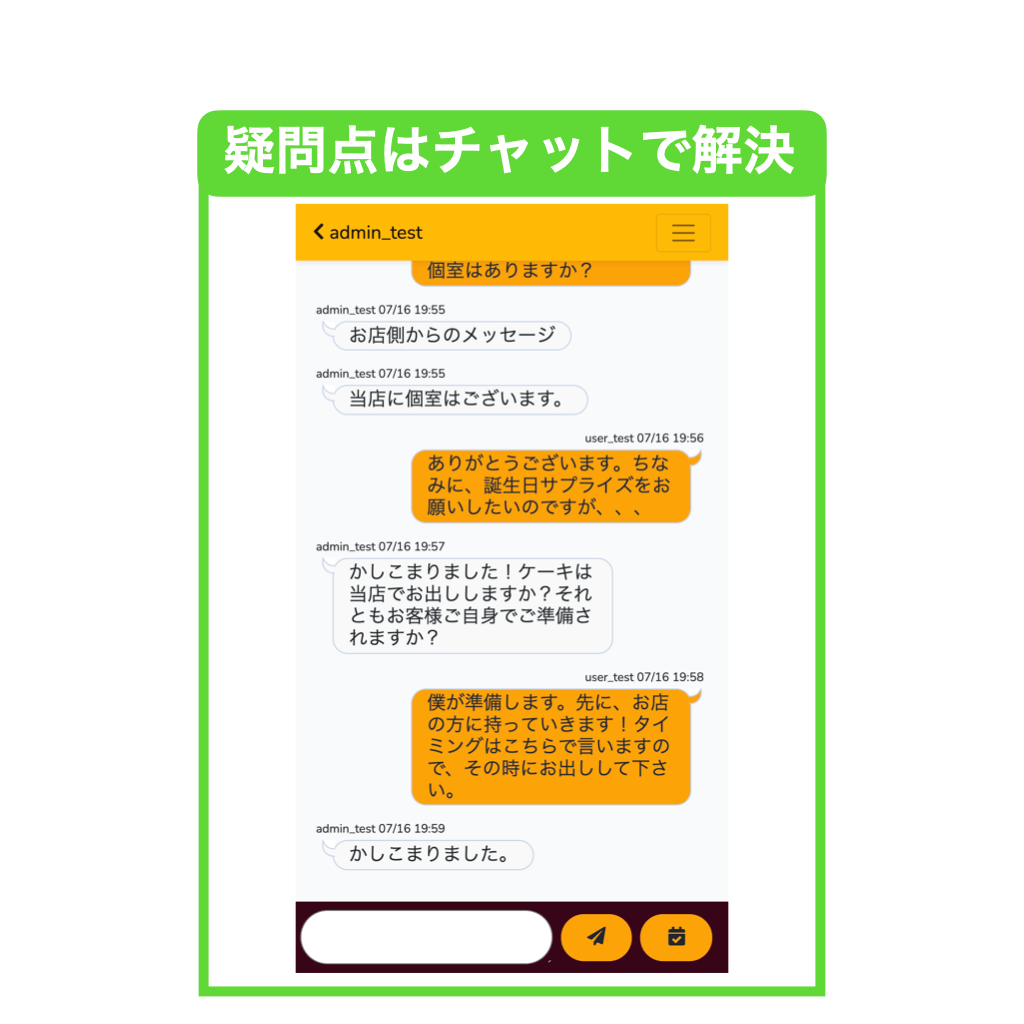 疑問点はチャットで解決
admin_test
個室はありますか？
admin_test 07/16 19:55
お店側からのメッセージ
admin_test 07/16 19:55
当店に個室はございます。
user_test 07/16 19:56
ありがとうございます。ちな
みに、誕生日サプライズをお
願いしたいのですが、、、
admin_test 07/16 19:57
かしこまりました！ケーキは
当店でお出ししますか？それ
ともお客様ご自身でご準備さ
れますか？
user_test 07/16 19:58
僕が準備します。先に、お店
の方に持っていきます！タイ
ミングはこちらで言いますの
で、その時にお出しして下さ
い。
admin_test 07/16 19:59
かしこまりました。